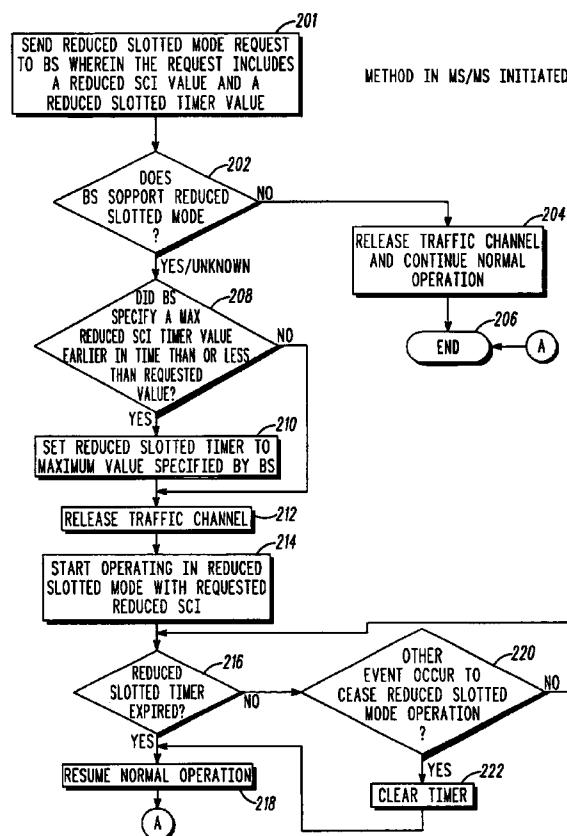 201
SEND REDUCED SLOTTED MODE REQUEST
TO BS WHEREIN THE REQUEST INCLUDES
A REDUCED SCI VALUE AND A
REDUCED SLOTTED TIMER VALUE
METHOD IN MS/MS INITIATED
202
DOES
BS SOPPORT REDUCED
SLOTTED MODE
?
NO
YES/UNKNOWN
204
RELEASE TRAFFIC CHANNEL
AND CONTINUE NORMAL
OPERATION
206
END
A
208
DID BS
SPECIFY A MAX
REDUCED SCI TIMER VALUE
EARLIER IN TIME THAN OR LESS
THAN REQUESTED
VALUE?
NO
YES
210
SET REDUCED SLOTTED TIMER TO
MAXIMUM VALUE SPECIFIED BY BS
RELEASE TRAFFIC CHANNEL
212
214
START OPERATING IN REDUCED
SLOTTED MODE WITH REQUESTED
REDUCED SCI
216
REDUCED
SLOTTED TIMER
EXPIRED?
NO
YES
220
OTHER
EVENT OCCUR TO
CEASE REDUCED SLOTTED
MODE OPERATION
?
NO
YES
222
CLEAR TIMER
RESUME NORMAL OPERATION
218
A